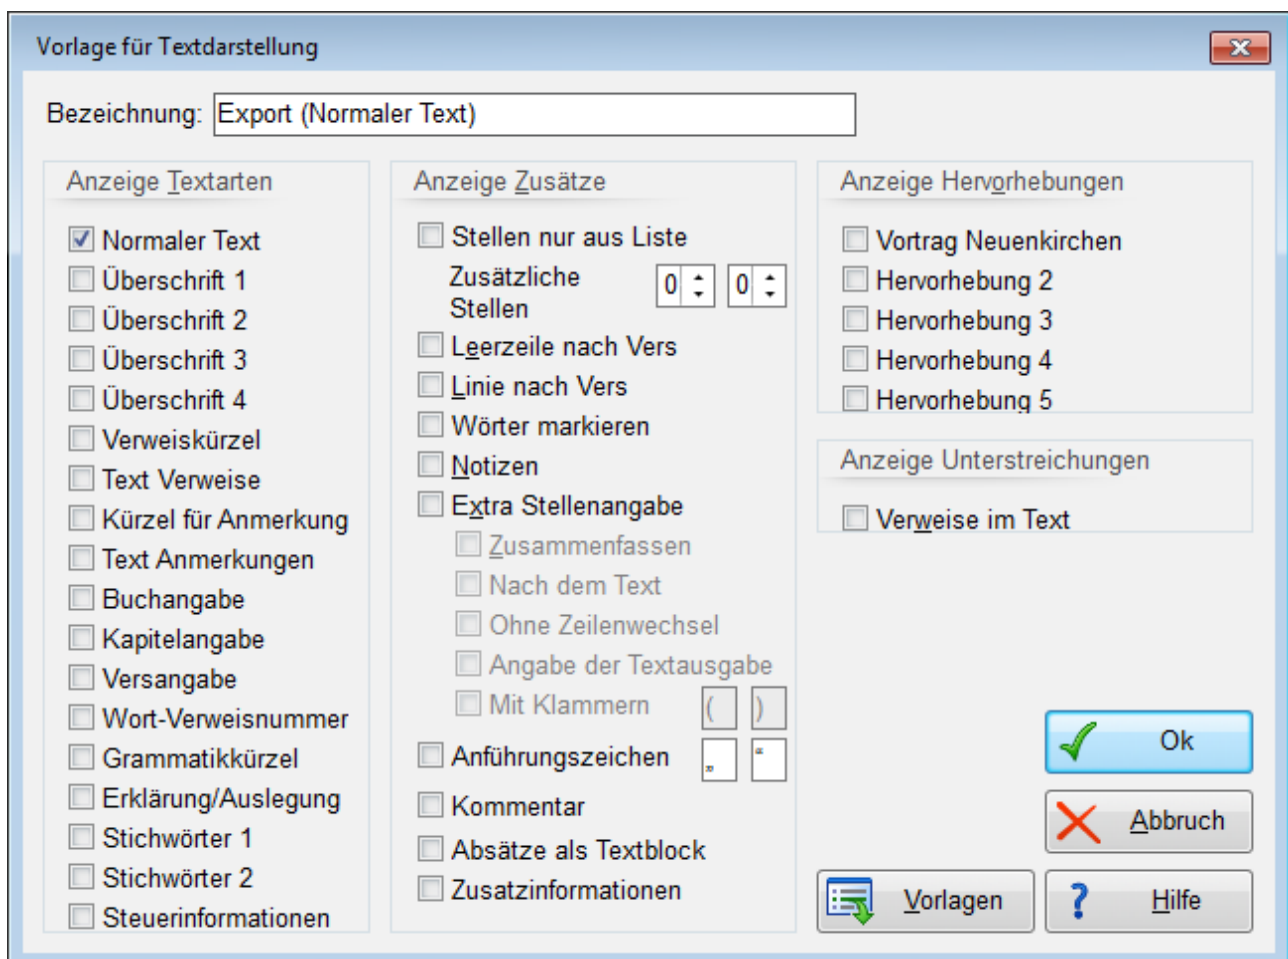 Vorlage für Textdarstellung
Bezeichnung: Export (Normaler Text)
Anzeige Textarten
Normaler Text
Überschrift 1
Überschrift 2
Überschrift 3
Überschrift 4
Verweiskürzel
Text Verweise
Kürzel für Anmerkung
Text Anmerkungen
Buchangabe
Kapitelangabe
Versangabe
Wort-Verweisnummer
Grammatikkürzel
Erklärung/Auslegung
Stichwörter 1
Stichwörter 2
Steuerinformationen
Anzeige Zusätze
Stellen nur aus Liste
Zusätzliche 0 0
Stellen
Leerzeile nach Vers
Linie nach Vers
Wörter markieren
Notizen
Extra Stellenangabe
Zusammenfassen
Nach dem Text
Ohne Zeilenwechsel
Angabe der Textausgabe
Mit Klammern ( )
Anführungszeichen „ “
Kommentar
Absätze als Textblock
Zusatzinformationen
Anzeige Hervorhebungen
Vortrag Neuenkirchen
Hervorhebung 2
Hervorhebung 3
Hervorhebung 4
Hervorhebung 5
Anzeige Unterstreichungen
Verweise im Text
Ok
Abbruch
Vorlagen
Hilfe